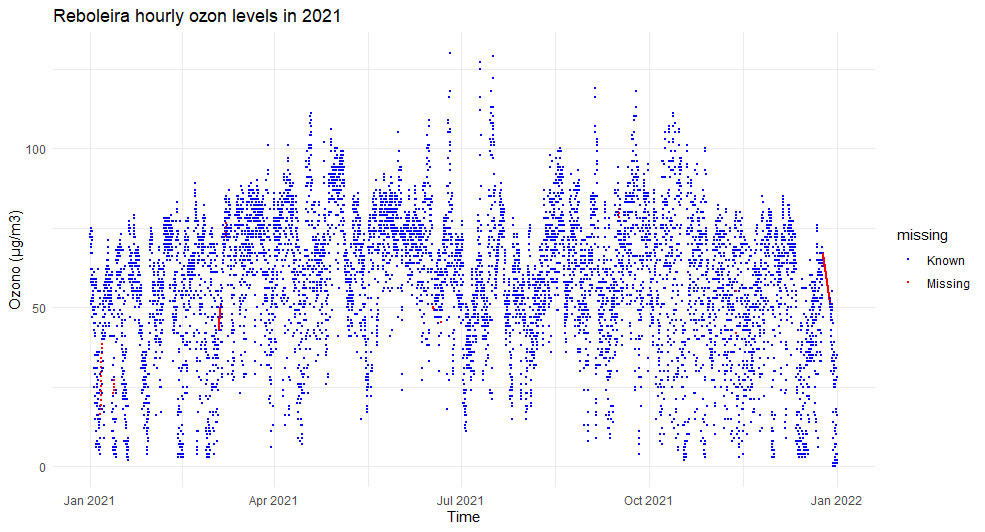 Reboleira hourly ozon levels in 2021
Ozono (µg/m3)
100
50
0
Jan 2021
Apr 2021
Jul 2021
Oct 2021
Jan 2022
Time
missing
Known
Missing